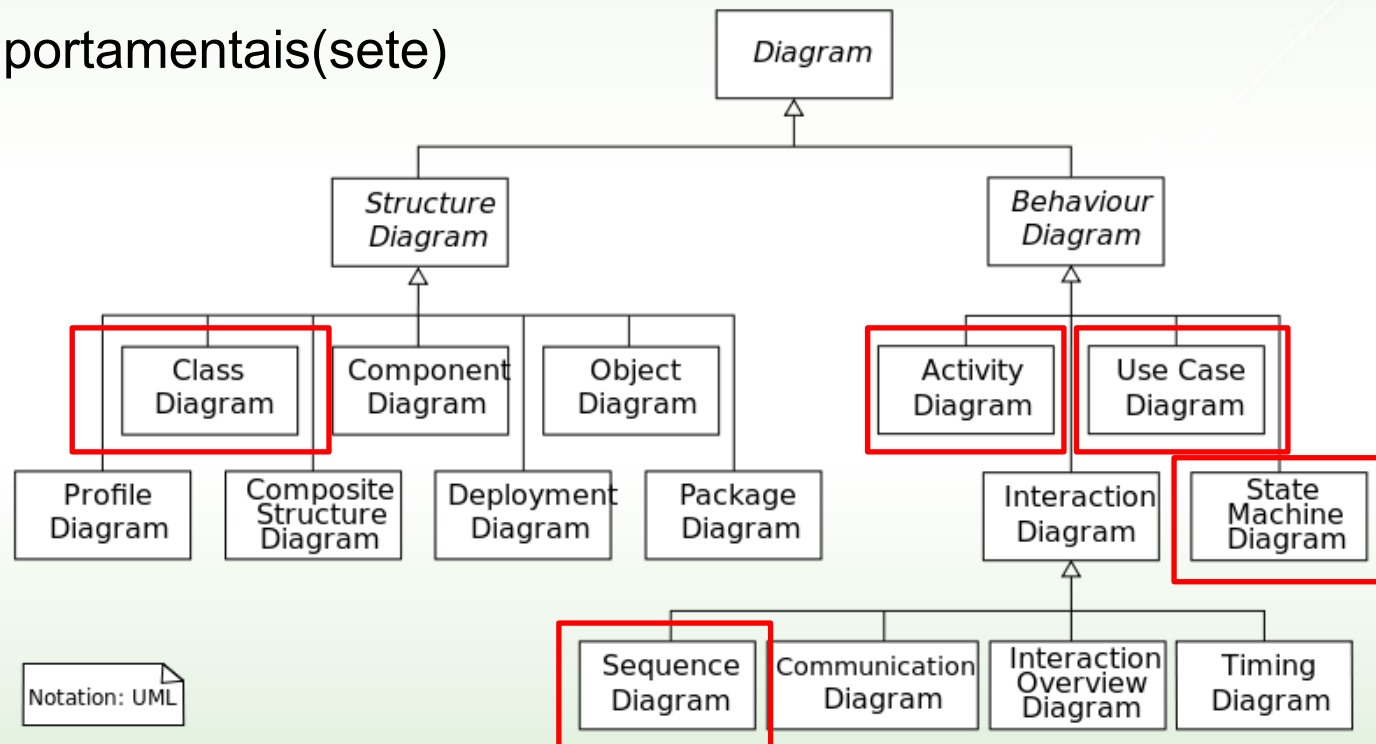 portamentais(sete)
Diagram
Structure
Diagram
Behaviour
Diagram
Class
Diagram
Component
Diagram
Object
Diagram
Activity
Diagram
Use Case
Diagram
Profile
Diagram
Composite
Structure
Diagram
Deployment
Diagram
Package
Diagram
Interaction
Diagram
State
Machine
Diagram
Sequence
Diagram
Communication
Diagram
Interaction
Overview
Diagram
Timing
Diagram
Notation: UML